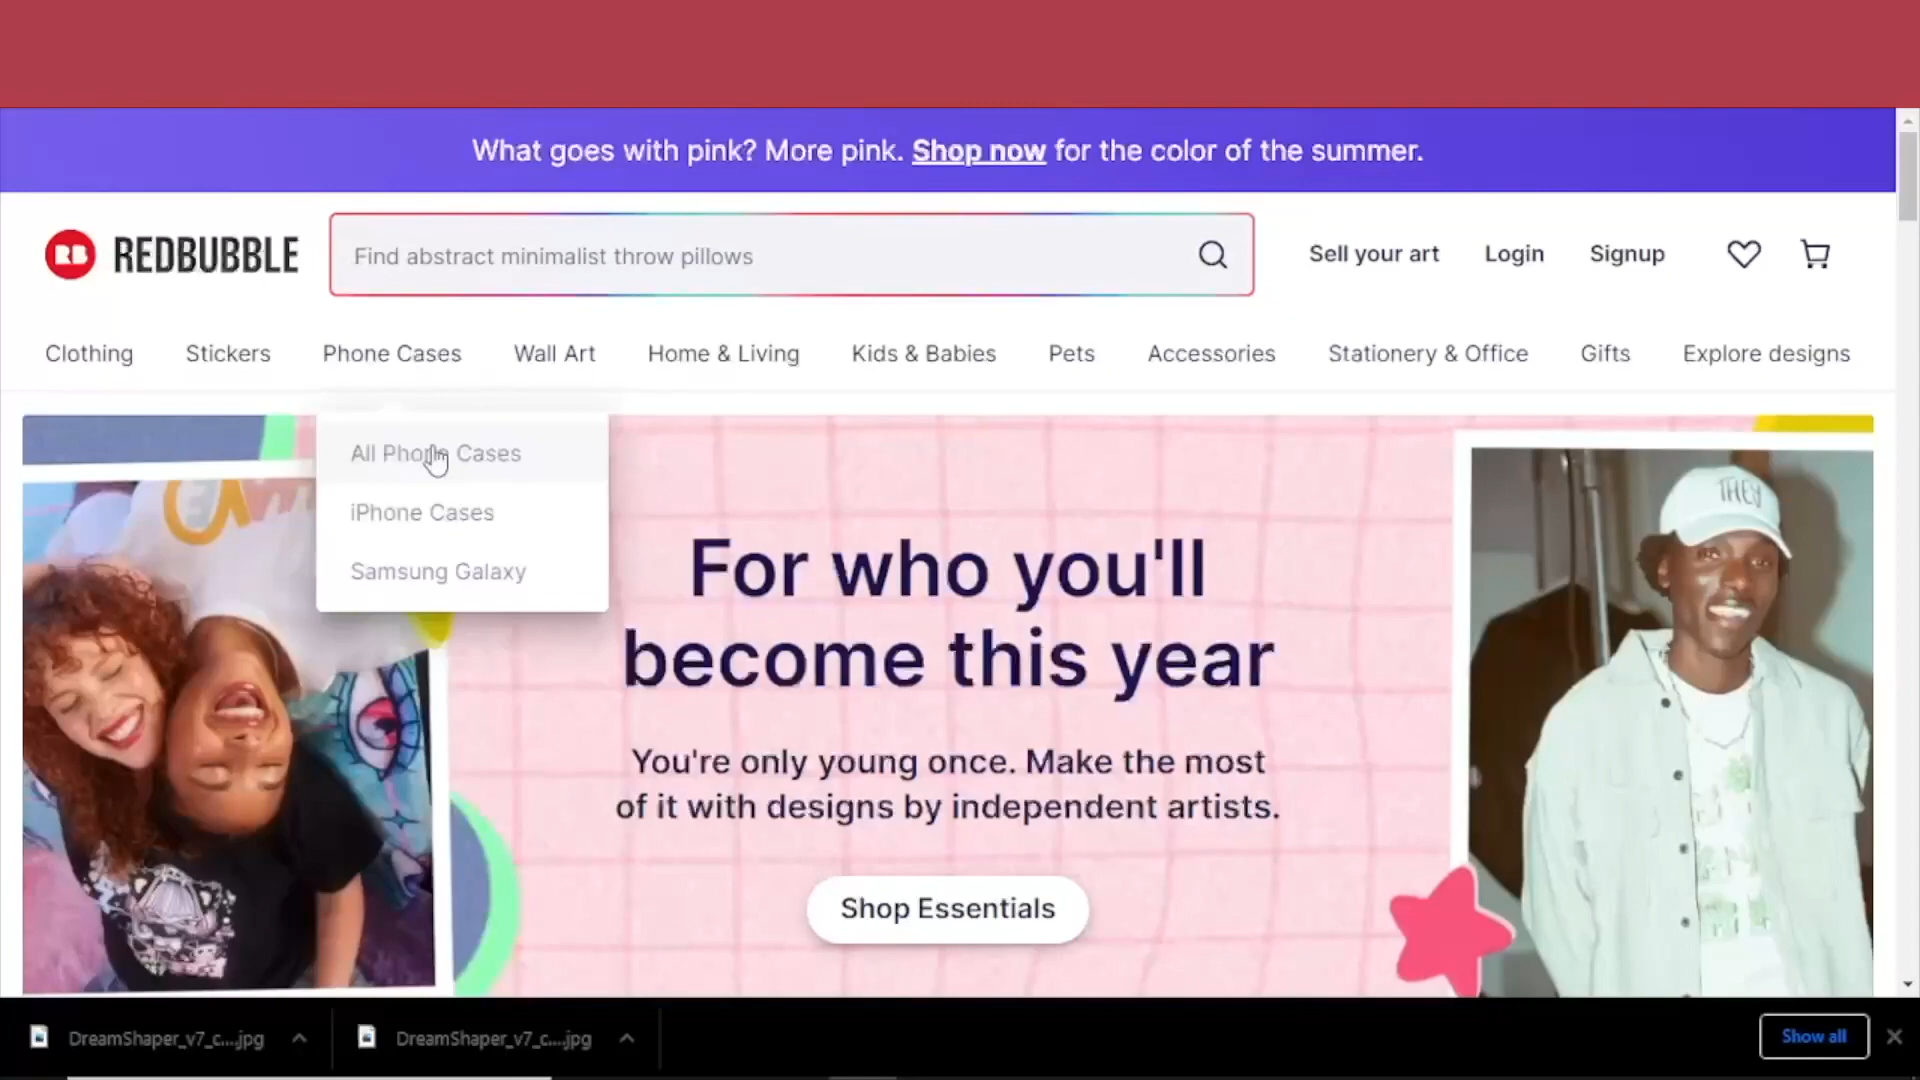 What goes with pink? More pink. Shop now for the color of the summer.
RB REDBUBBLE
Find abstract minimalist throw pillows
Sell your art
Login
Signup
Clothing
Stickers
Phone Cases
Wall Art
Home & Living
Kids & Babies
Pets
Accessories
Stationery & Office
Gifts
Explore designs
All Phone Cases
iPhone Cases
Samsung Galaxy
THEY
For who you'll
become this year
You're only young once. Make the most
of it with designs by independent artists.
Shop Essentials
DreamShaper_v7_c....jpg
DreamShaper_v7_c....jpg
Show all